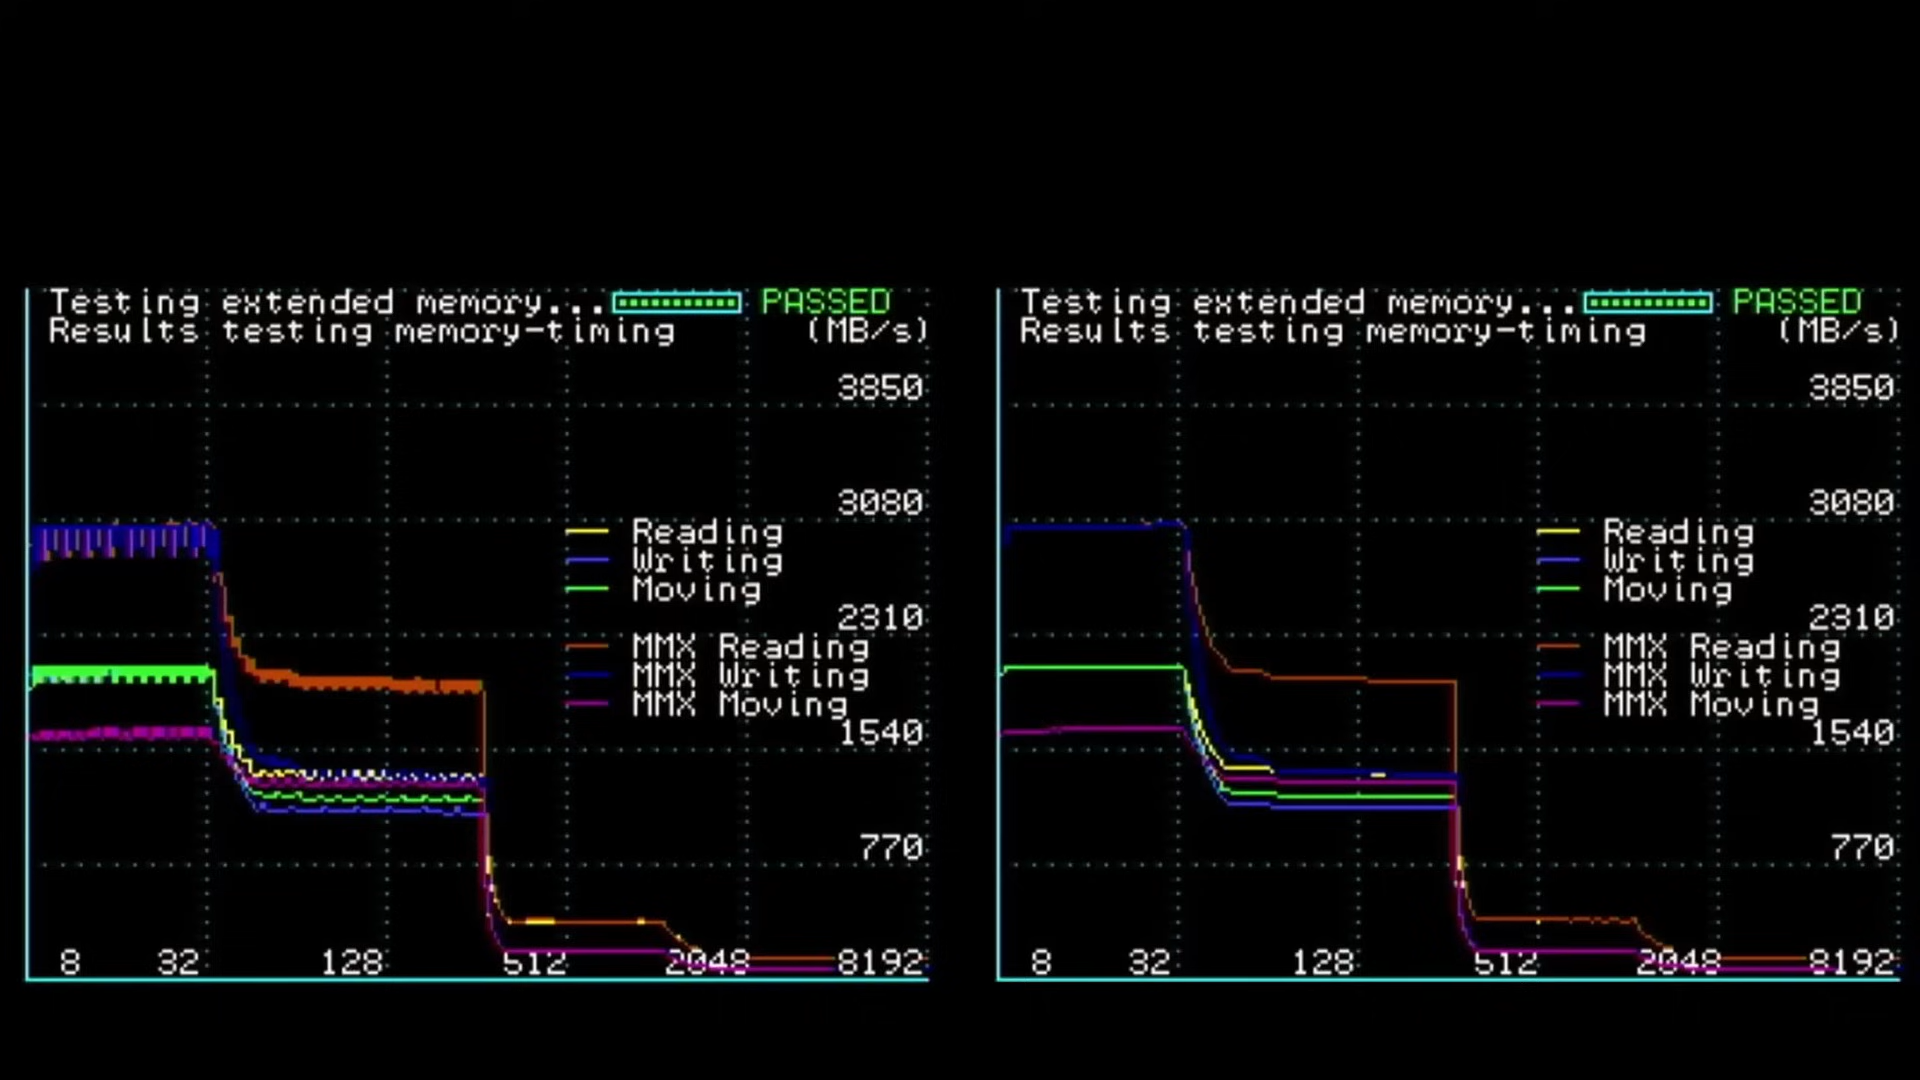 Testing extended memory... PASSED
Results testing memory-timing (MB/s)
3850
3080
Reading
Writing
Moving
2310
MMX Reading
MMX Writing
MMX Moving
1540
770
8 32 128 512 2048 8192
Testing extended memory... PASSED
Results testing memory-timing (MB/s)
3850
3080
Reading
Writing
Moving
2310
MMX Reading
MMX Writing
MMX Moving
1540
770
8 32 128 512 2048 8192